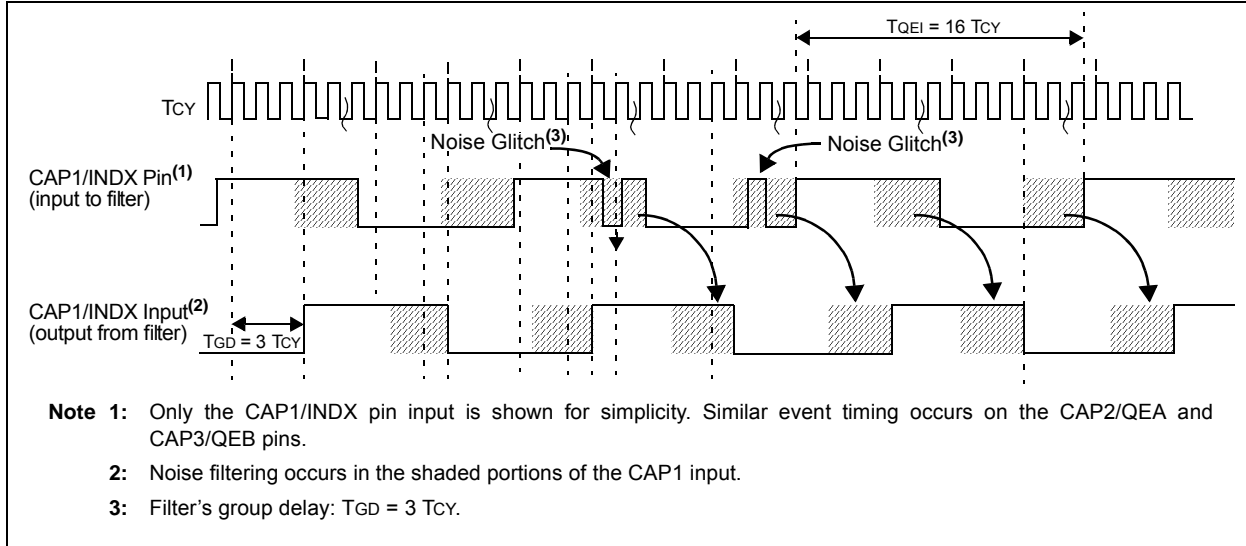 TQEI = 16 TCY
TCY
Noise Glitch(3)
Noise Glitch(3)
CAP1/INDX Pin(1)
(input to filter)
CAP1/INDX Input(2)
(output from filter)
TGD = 3 TCY
Note 1: Only the CAP1/INDX pin input is shown for simplicity. Similar event timing occurs on the CAP2/QEA and
CAP3/QEB pins.
2: Noise filtering occurs in the shaded portions of the CAP1 input.
3: Filter’s group delay: TGD = 3 TCY.